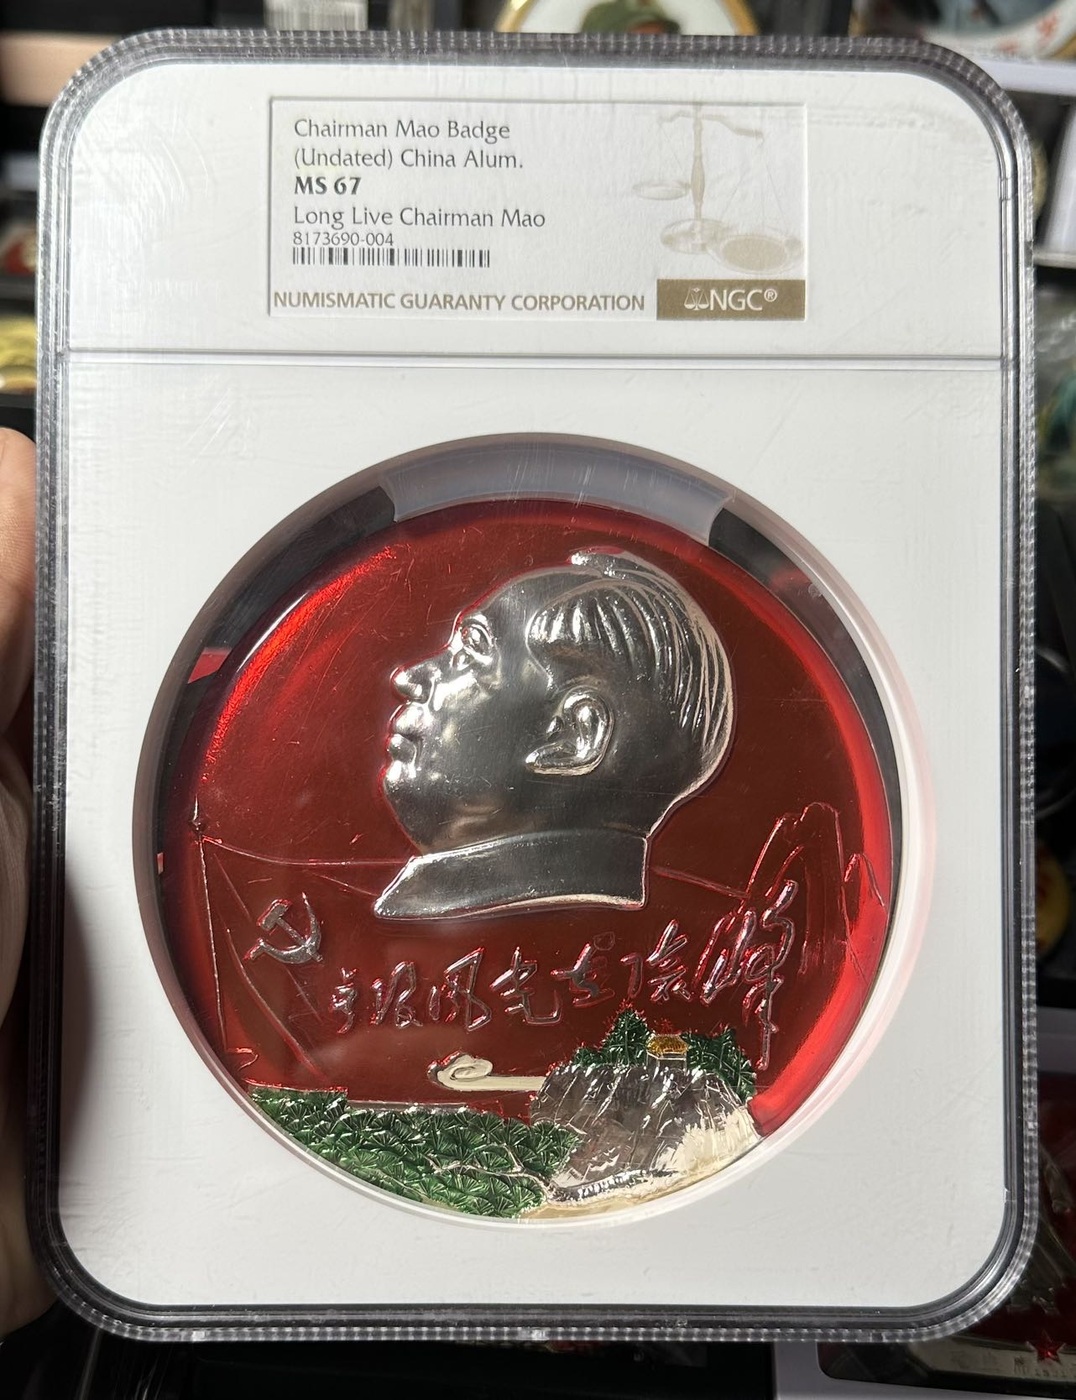 Chairman Mao Badge
(Undated) China Alum.
MS 67
Long Live Chairman Mao
8173690-004
NUMISMATIC GUARANTY CORPORATION
NGC®
无限风光在险峰